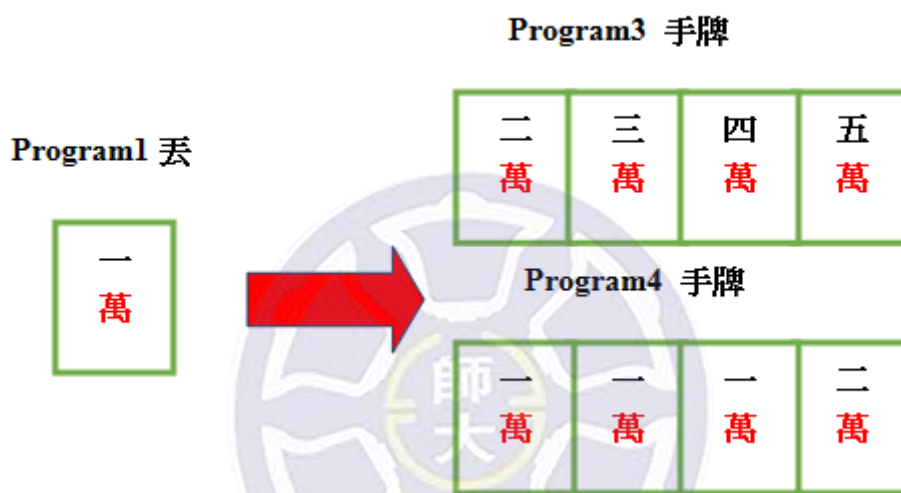 Program3 手牌
二 三 四 五
萬 萬 萬 萬
Program1 丟
一
萬
Program4 手牌
一 一 一 二
萬 萬 萬 萬
師
大